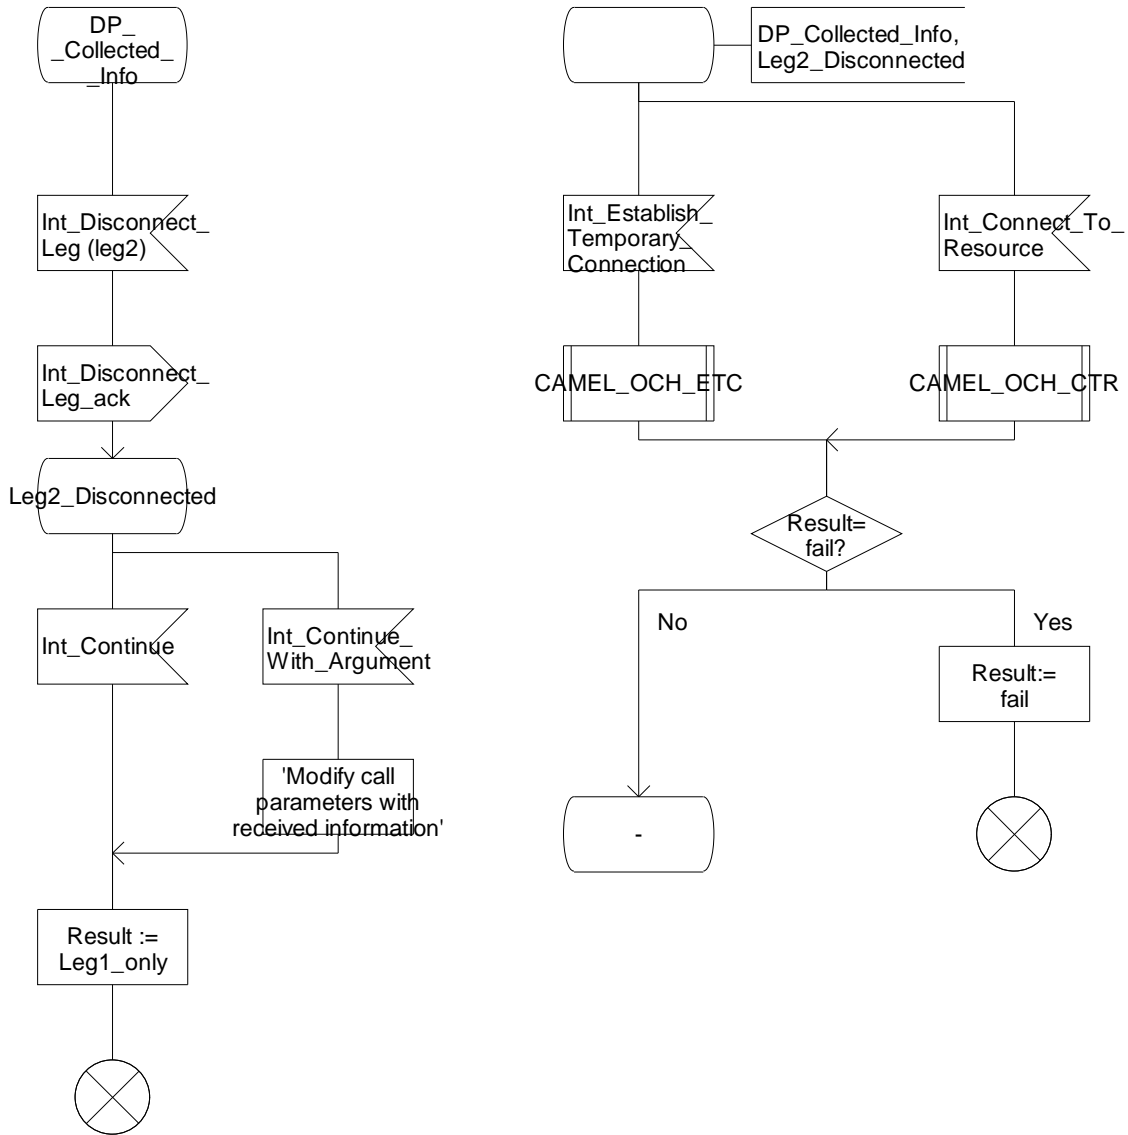 DP_
_Collected_
_Info
Int_Disconnect_
Leg (leg2)
Int_Disconnect_
Leg_ack
Leg2_Disconnected
Int_Continue
Int_Continue_
With_Argument
'Modify call
parameters with
received information'
Result :=
Leg1_only
DP_Collected_Info,
Leg2_Disconnected
Int_Establish_
Temporary_
Connection
Int_Connect_To_
Resource
CAMEL_OCH_ETC
CAMEL_OCH_CTR
Result=
fail?
No
Yes
Result:=
fail
-